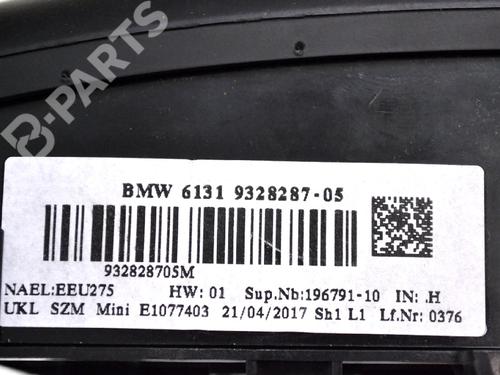 B-PARTS
BMW 6131 9328287-05
932828705M
NAEL:EEU275 HW: 01 Sup.Nb:196791-10 IN: .H
UKL SZM Mini E1077403 21/04/2017 Sh1 L1 Lf.Nr: 0376